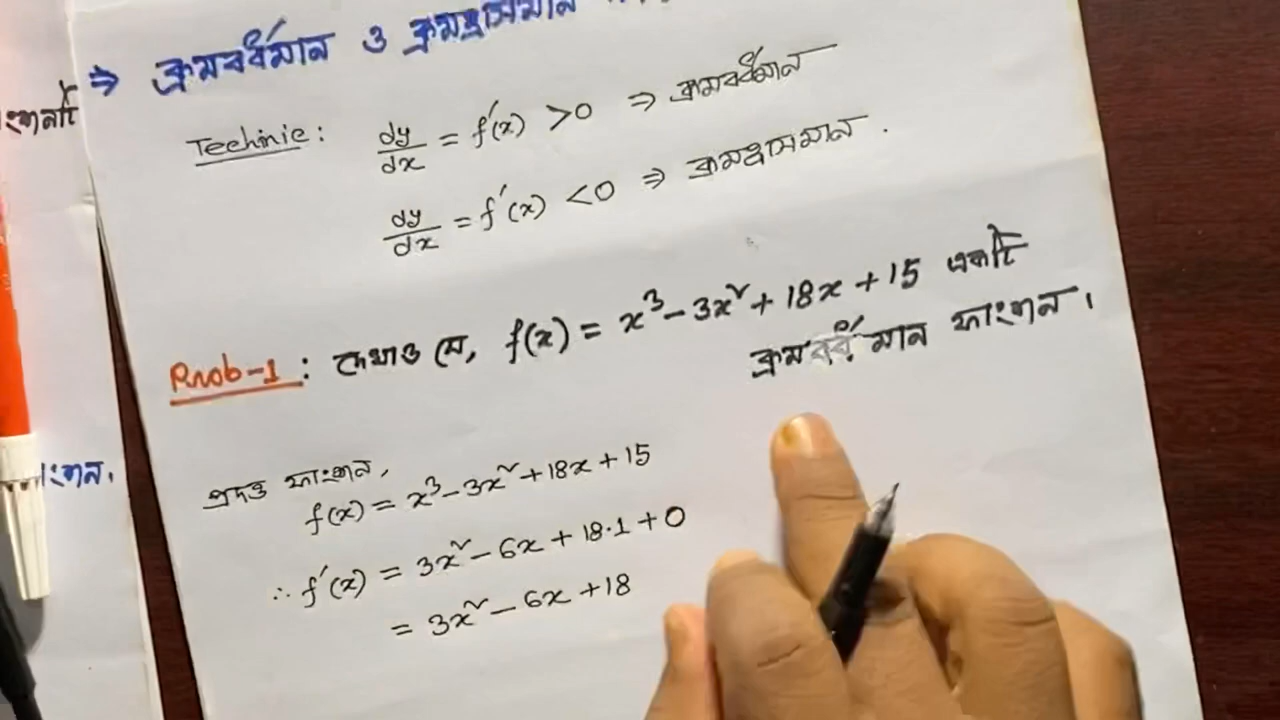 ⇒ ক্রমবর্ধমান ও ক্রমহ্রাসমান
Technic: dy/dx = f'(x) >0 ⇒ ক্রমবর্ধমান
dy/dx = f'(x) <0 ⇒ ক্রমহ্রাসমান.
Prob-1: দেখাও যে, f(x) = x³-3x²+18x+15 একটি
ক্রমবর্ধমান ফাংশন।
প্রদত্ত ফাংশন,
f(x) = x³-3x²+18x+15
∴ f'(x) = 3x²-6x+18·1+0
= 3x²-6x+18
ংশন.